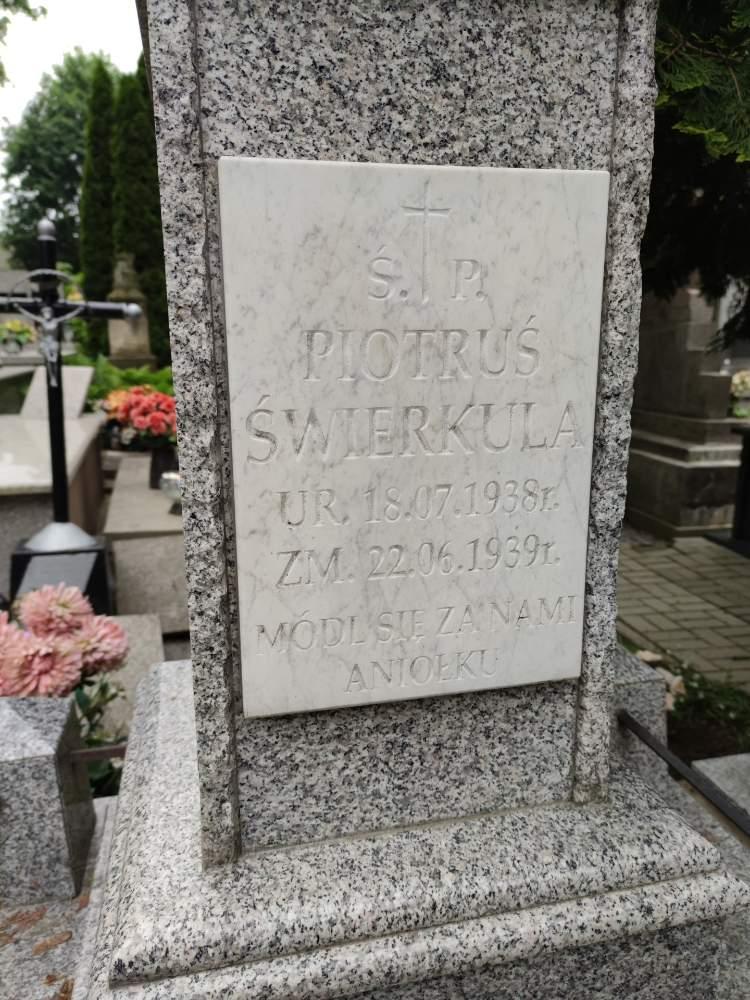 Ś. P.
PIOTRUŚ
ŚWIERKULA
UR. 18.07.1938r.
ZM. 22.06.1939r.
MÓDL SIĘ ZA NAMI
ANIOŁKU